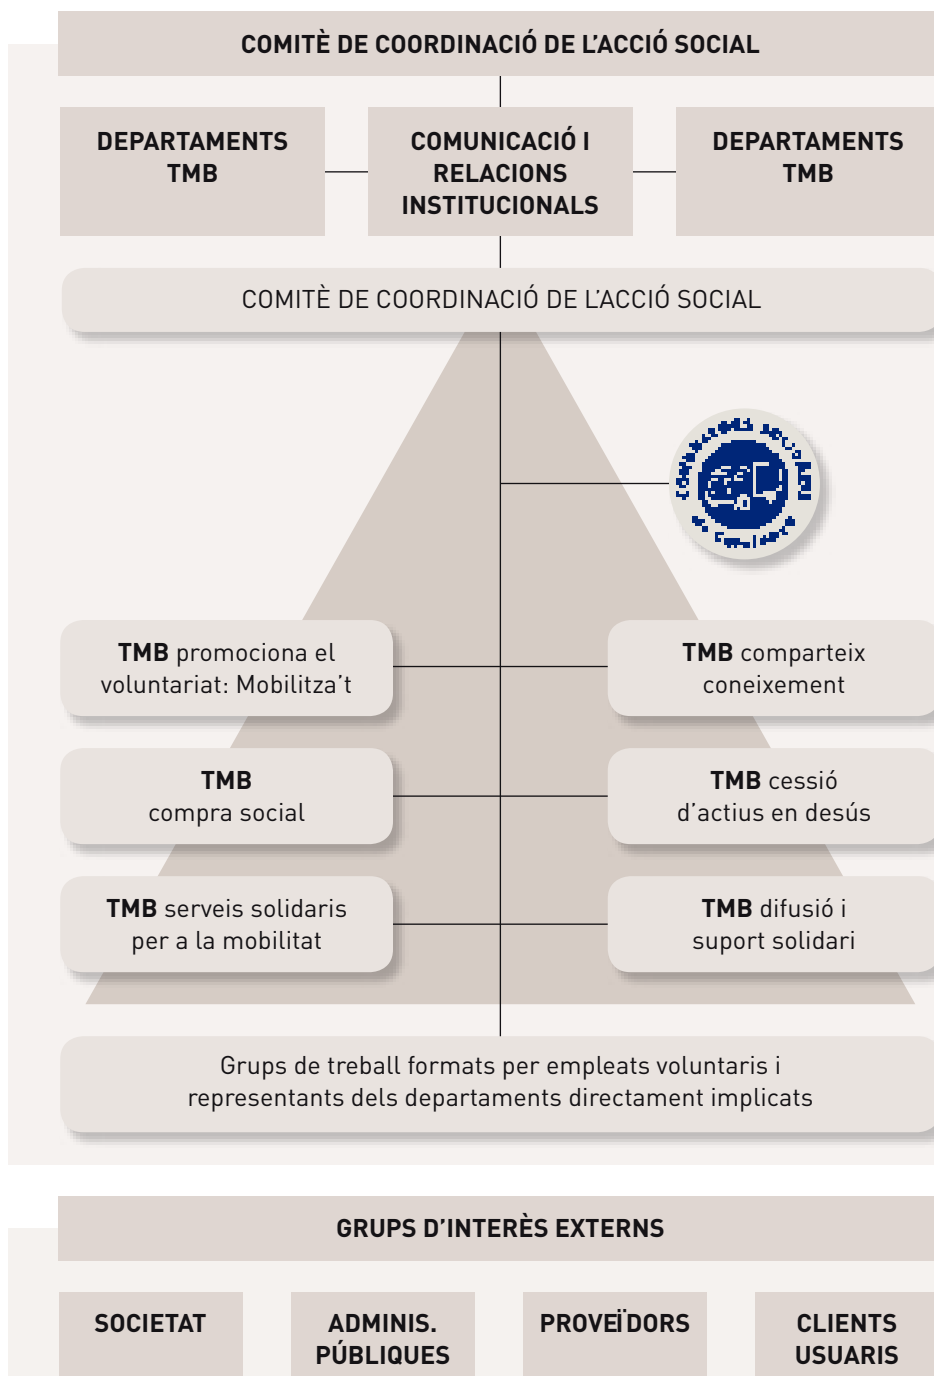 COMITÈ DE COORDINACIÓ DE L’ACCIÓ SOCIAL
DEPARTAMENTS
TMB
COMUNICACIÓ I
RELACIONS
INSTITUCIONALS
DEPARTAMENTS
TMB
COMITÈ DE COORDINACIÓ DE L’ACCIÓ SOCIAL
TMB promociona el
voluntariat: Mobilitza’t
TMB comparteix
coneixement
TMB
compra social
TMB cessió
d’actius en desús
TMB serveis solidaris
per a la mobilitat
TMB difusió i
suport solidari
Grups de treball formats per empleats voluntaris i
representants dels departaments directament implicats
GRUPS D’INTERÈS EXTERNS
SOCIETAT
ADMINIS.
PÚBLIQUES
PROVEÏDORS
CLIENTS
USUARIS